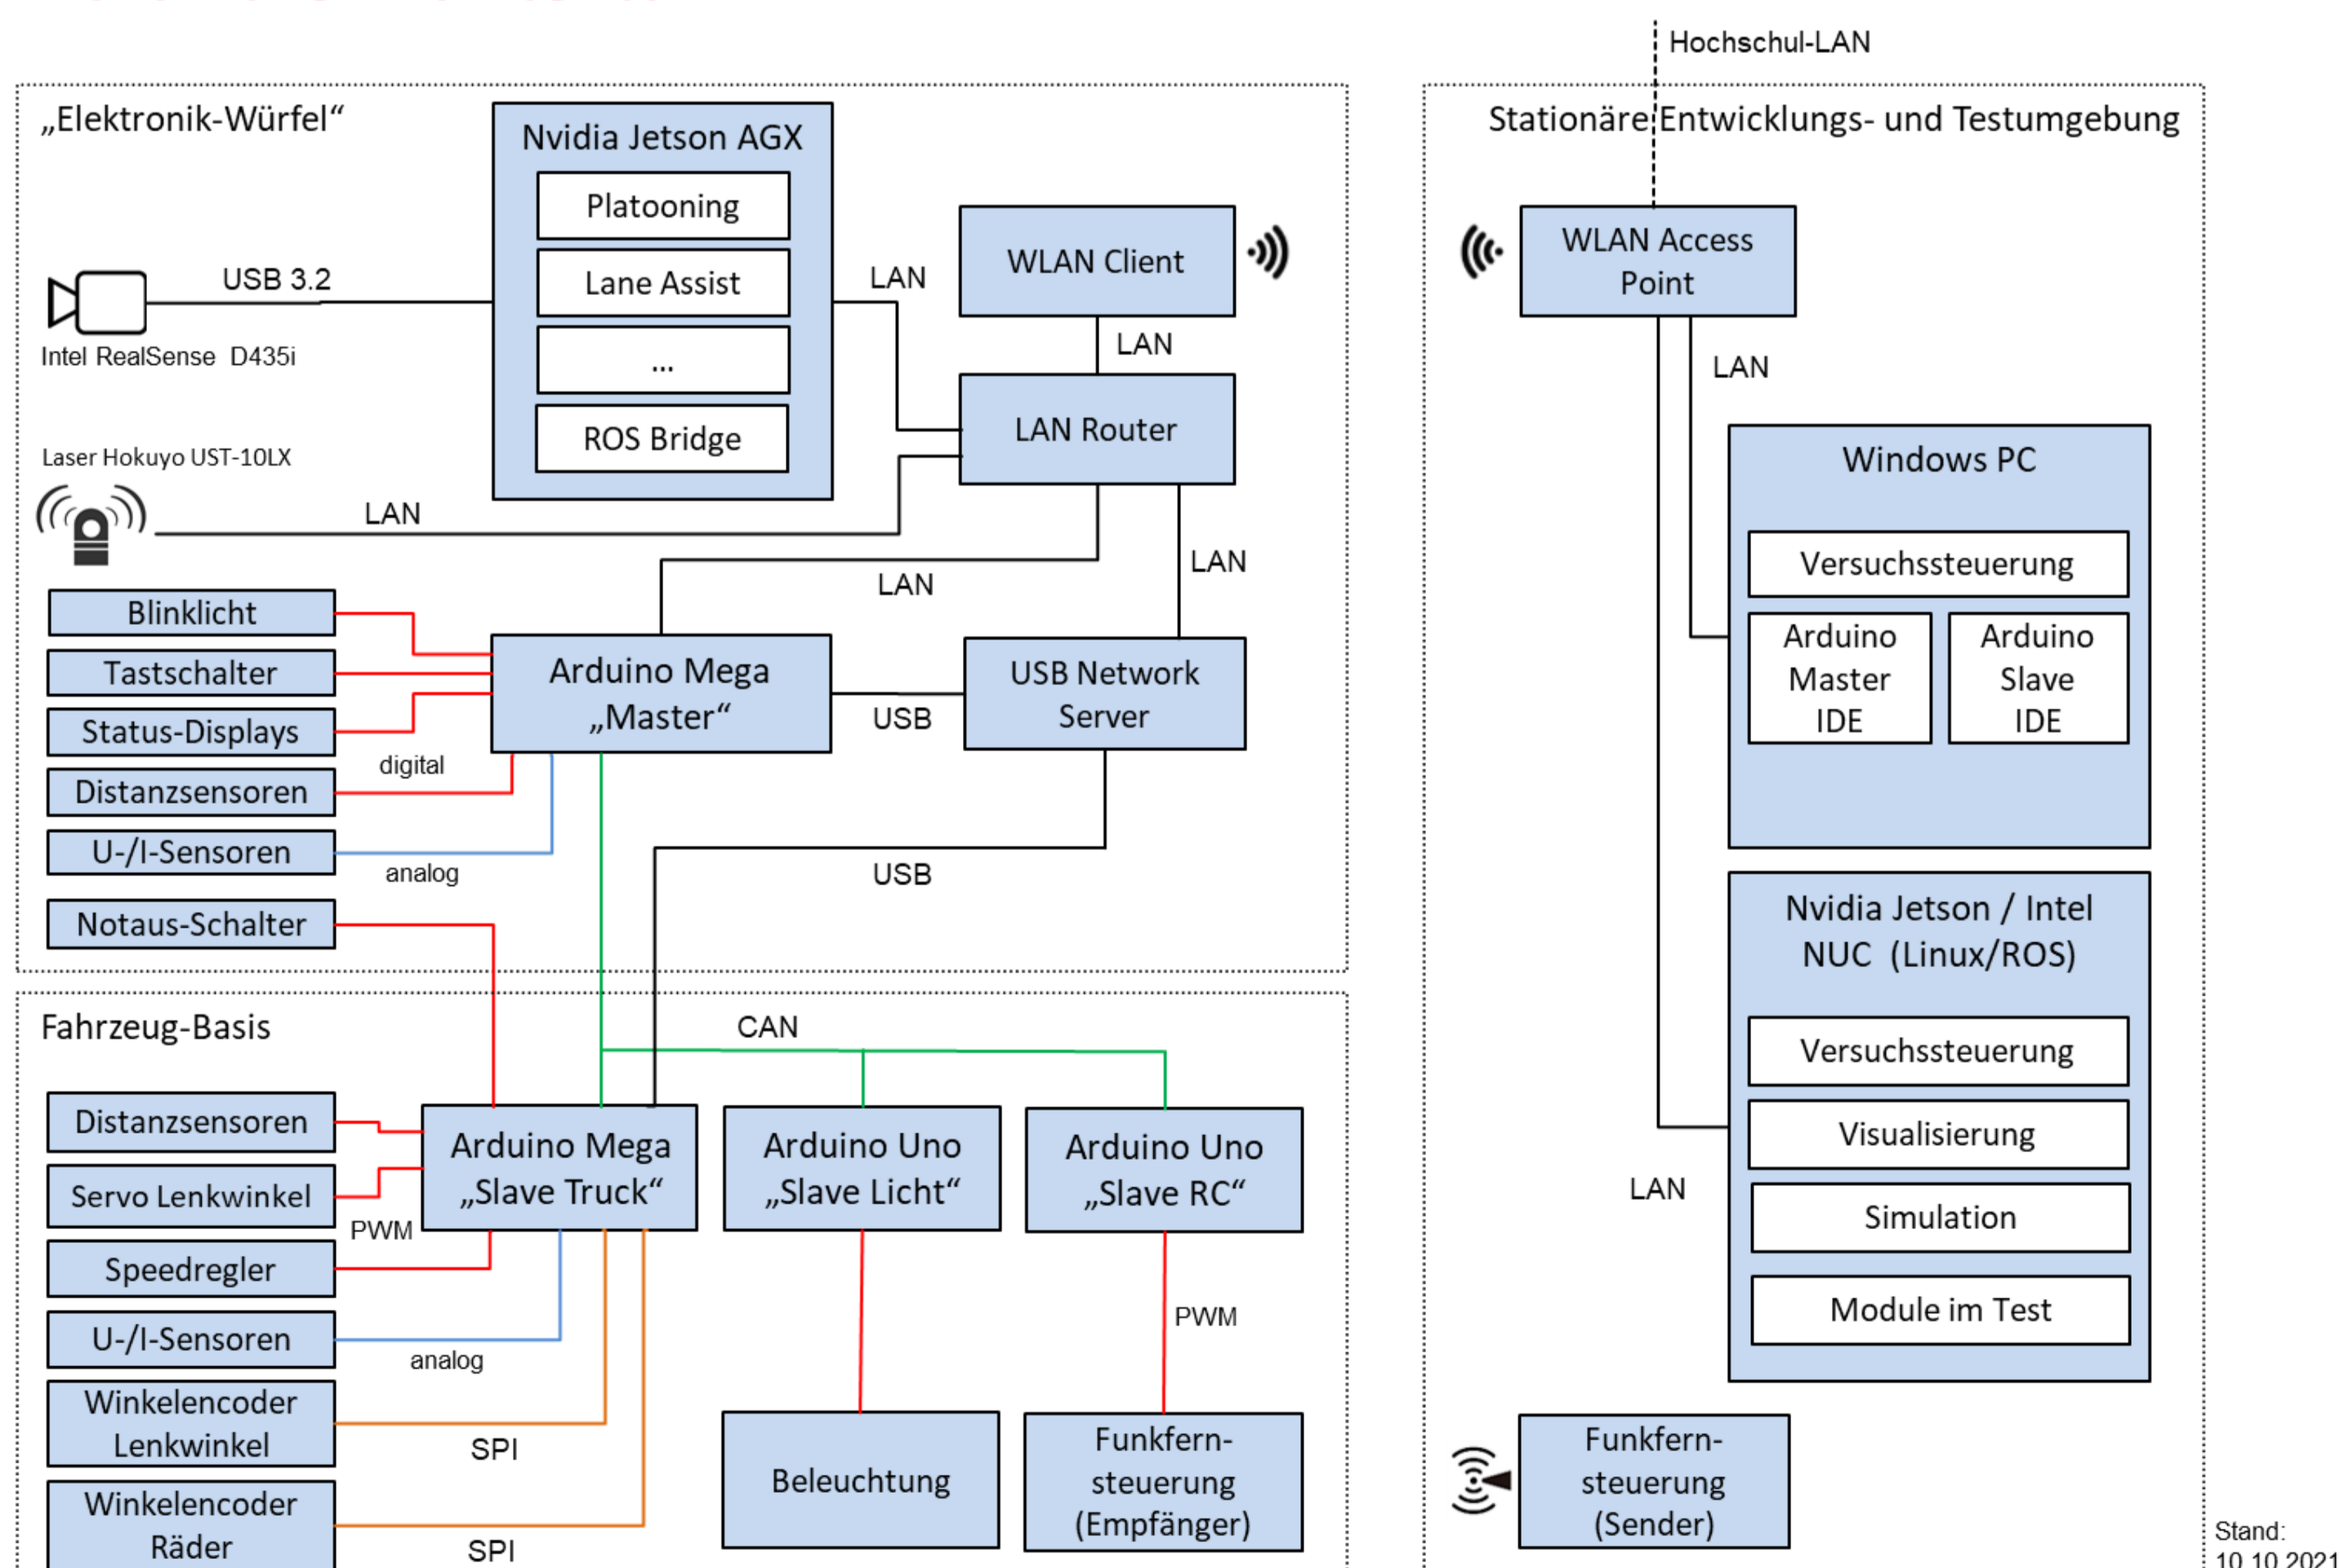 Hochschul-LAN
„Elektronik-Würfel“
Nvidia Jetson AGX
Platooning
Lane Assist
...
ROS Bridge
USB 3.2
Intel RealSense D435i
LAN
WLAN Client
LAN
LAN Router
Laser Hokuyo UST-10LX
LAN
LAN
LAN
Blinklicht
Tastschalter
Status-Displays
Distanzsensoren
U-/I-Sensoren
Notaus-Schalter
digital
analog
Arduino Mega
„Master“
USB
USB Network
Server
USB
Fahrzeug-Basis
CAN
Distanzsensoren
Servo Lenkwinkel
Speedregler
U-/I-Sensoren
Winkelencoder
Lenkwinkel
Winkelencoder
Räder
PWM
analog
SPI
SPI
Arduino Mega
„Slave Truck“
Arduino Uno
„Slave Licht“
Arduino Uno
„Slave RC“
PWM
Beleuchtung
Funkfern-
steuerung
(Empfänger)
Stationäre Entwicklungs- und Testumgebung
WLAN Access
Point
LAN
Windows PC
Versuchssteuerung
Arduino
Master
IDE
Arduino
Slave
IDE
Nvidia Jetson / Intel
NUC (Linux/ROS)
Versuchssteuerung
Visualisierung
Simulation
Module im Test
LAN
Funkfern-
steuerung
(Sender)
Stand:
10.10.2021